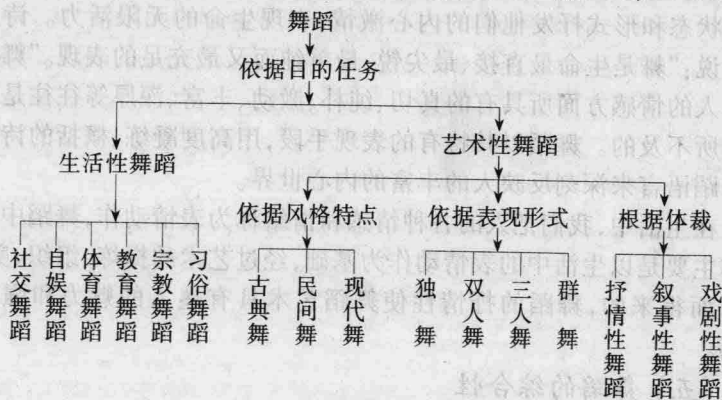 舞蹈
依据目的任务
生活性舞蹈
艺术性舞蹈
依据风格特点
依据表现形式
根据体裁
社交舞蹈
自娱舞蹈
体育舞蹈
教育舞蹈
宗教舞蹈
习俗舞蹈
古典舞
民间舞
现代舞
独舞
双人舞
三人舞
群舞
抒情性舞蹈
叙事性舞蹈
戏剧性舞蹈